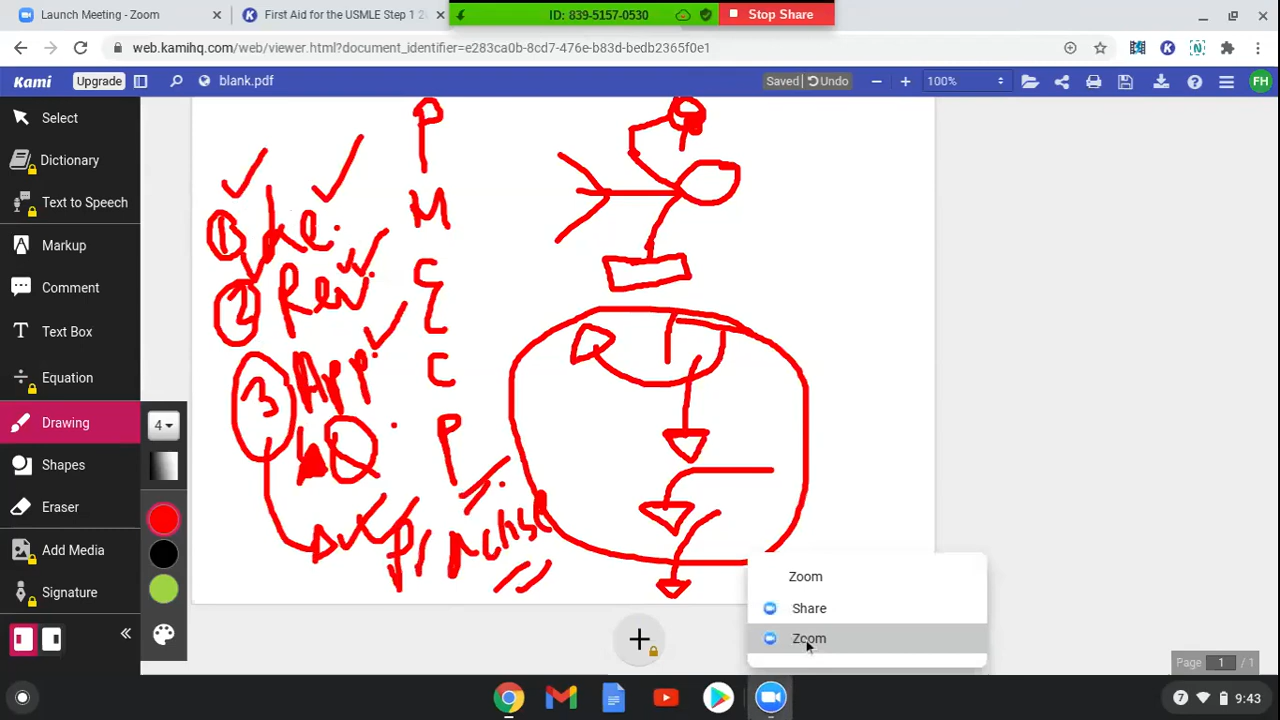 Launch Meeting - Zoom
First Aid for the USMLE Step 1 2
ID: 839-5157-0530
Stop Share
web.kamihq.com/web/viewer.html?document_identifier=e283ca0b-8cd7-476e-b83d-bedb2365f0e1
Kami
Upgrade
blank.pdf
Saved Undo
100%
FH
Select
Dictionary
Text to Speech
Markup
Comment
Text Box
Equation
Drawing
Shapes
Eraser
Add Media
Signature
4
P
M
C
P
① Le.
② Rev.
③ App.
Q
Zoom
Share
Zoom
Page 1 / 1
7
9:43